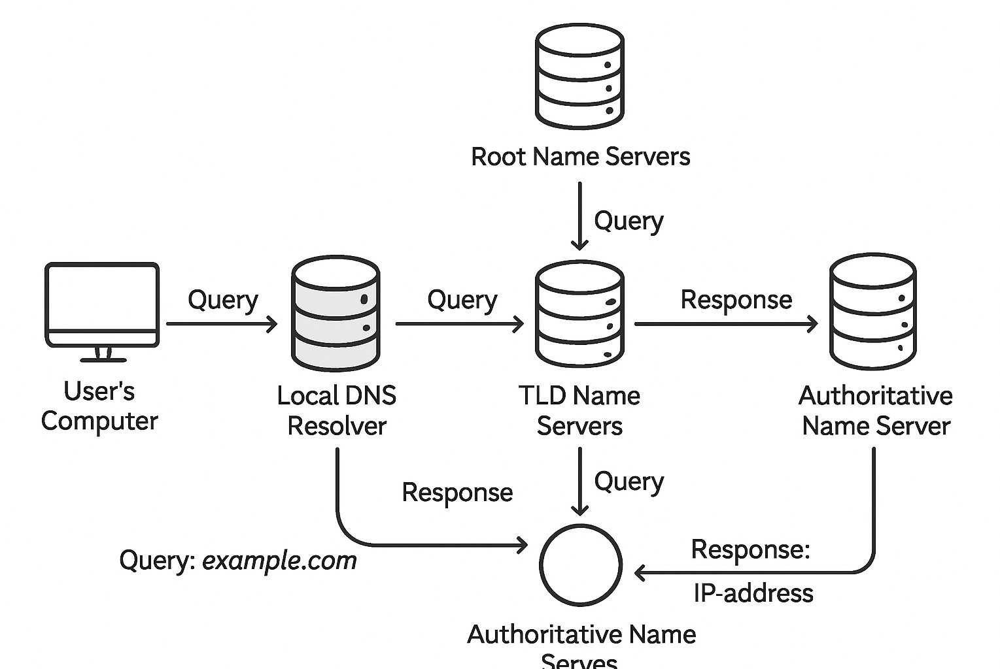 Root Name Servers
Query
Query
Query
Response
User's
Computer
Local DNS
Resolver
TLD Name
Servers
Authoritative
Name Server
Response
Query
Query: example.com
Response:
IP-address
Authoritative Name
Serves